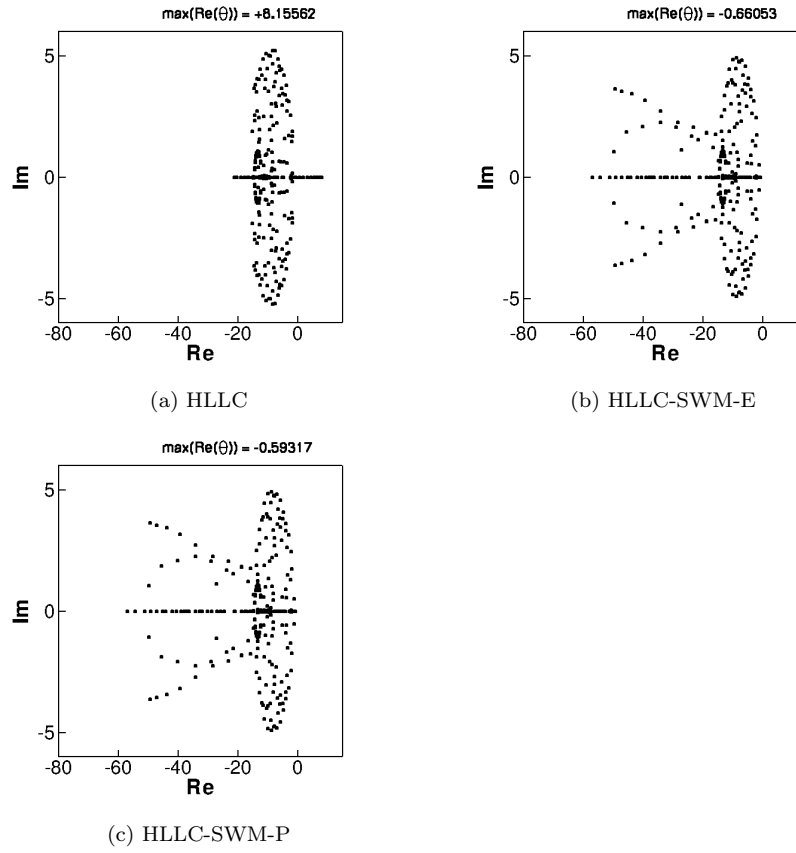 max(Re(θ)) = +8.15562
5
0
-5
Im
-80 -60 -40 -20 0
Re
(a) HLLC
max(Re(θ)) = -0.66053
5
0
-5
Im
-80 -60 -40 -20 0
Re
(b) HLLC-SWM-E
max(Re(θ)) = -0.59317
5
0
-5
Im
-80 -60 -40 -20 0
Re
(c) HLLC-SWM-P